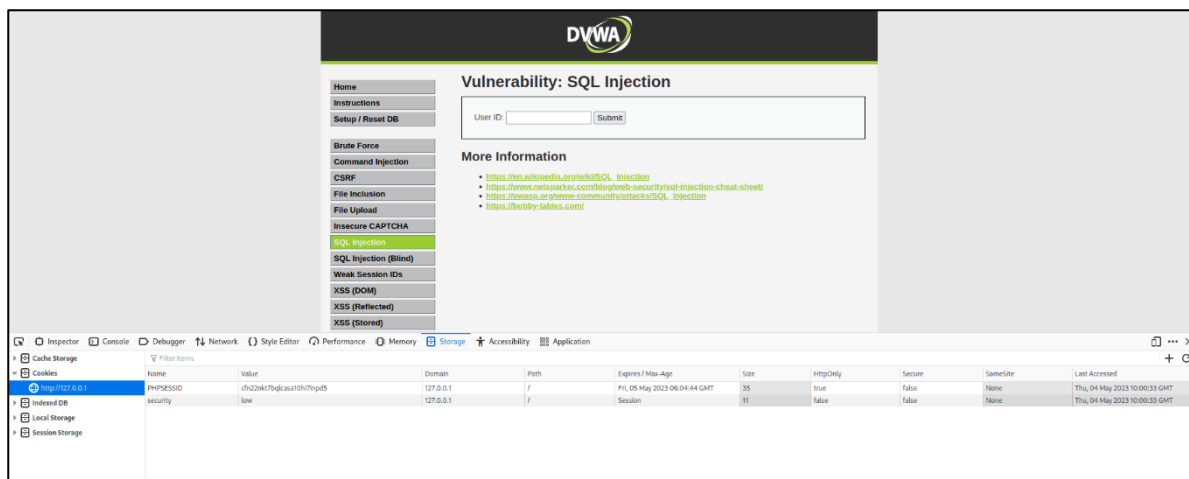 DVWA
Vulnerability: SQL Injection
Home
Instructions
Setup / Reset DB
Brute Force
Command Injection
CSRF
File Inclusion
File Upload
Insecure CAPTCHA
SQL Injection
SQL Injection (Blind)
Weak Session IDs
XSS (DOM)
XSS (Reflected)
XSS (Stored)
User ID: Submit
More Information
https://en.wikipedia.org/wiki/SQL_injection
https://www.netsparker.com/blog/web-security/sql-injection-cheat-sheet/
https://owasp.org/www-community/attacks/SQL_Injection
https://bobby-tables.com/
Inspector Console Debugger Network {} Style Editor Performance Memory Storage Accessibility Application
Cache Storage
Cookies
http://127.0.0.1
Indexed DB
Local Storage
Session Storage
Filter Items
Name Value Domain Path Expires / Max-Age Size HttpOnly Secure SameSite Last Accessed
PHPSESSID 127.0.0.1 / Fri, 05 May 2023 06:04:44 GMT 35 true false None Thu, 04 May 2023 10:00:33 GMT
security low 127.0.0.1 / Session 11 false false None Thu, 04 May 2023 10:00:33 GMT